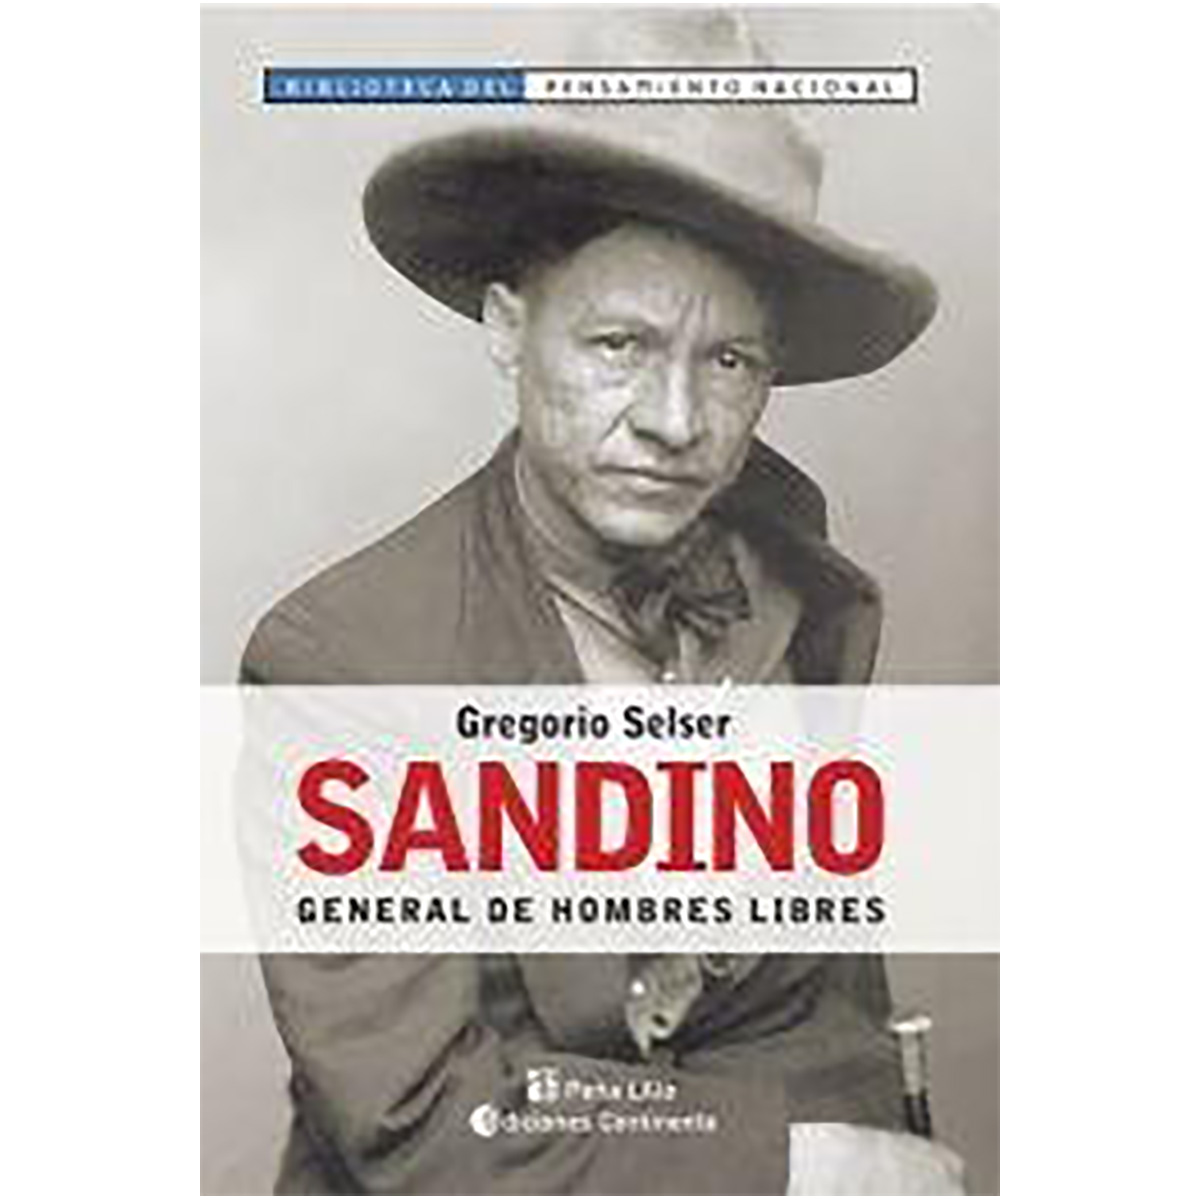 BIBLIOTECA DEL PENSAMIENTO NACIONAL
Gregorio Selser
SANDINO
GENERAL DE HOMBRES LIBRES
Peña Lillo
Ediciones Continente